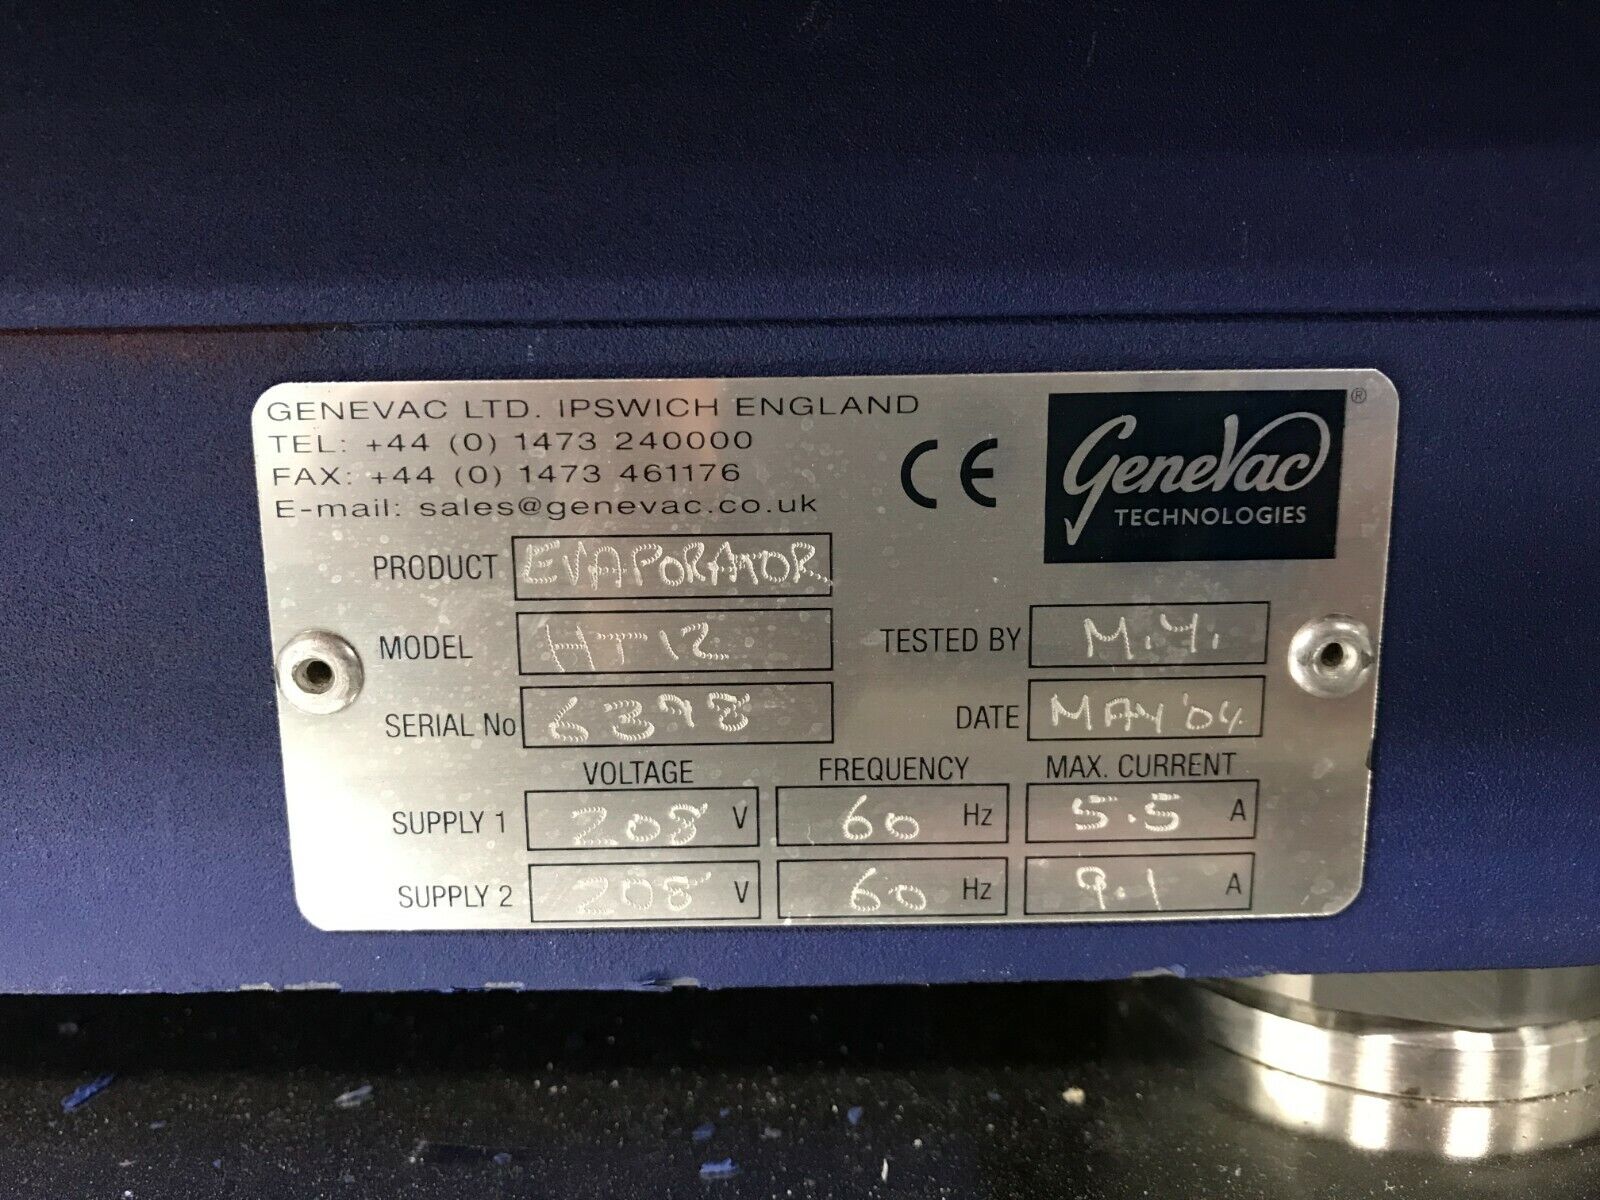 GENEVAC LTD. IPSWICH ENGLAND
TEL: +44 (0) 1473 240000
FAX: +44 (0) 1473 461176
E-mail: sales@genevac.co.uk
CE
GeneVac ®
TECHNOLOGIES
PRODUCT EVAPORATOR
MODEL HT-12 TESTED BY M.Y.
SERIAL No 6398 DATE MAY '04
VOLTAGE FREQUENCY MAX. CURRENT
SUPPLY 1 208 V 60 Hz 5.5 A
SUPPLY 2 208 V 60 Hz 9.1 A